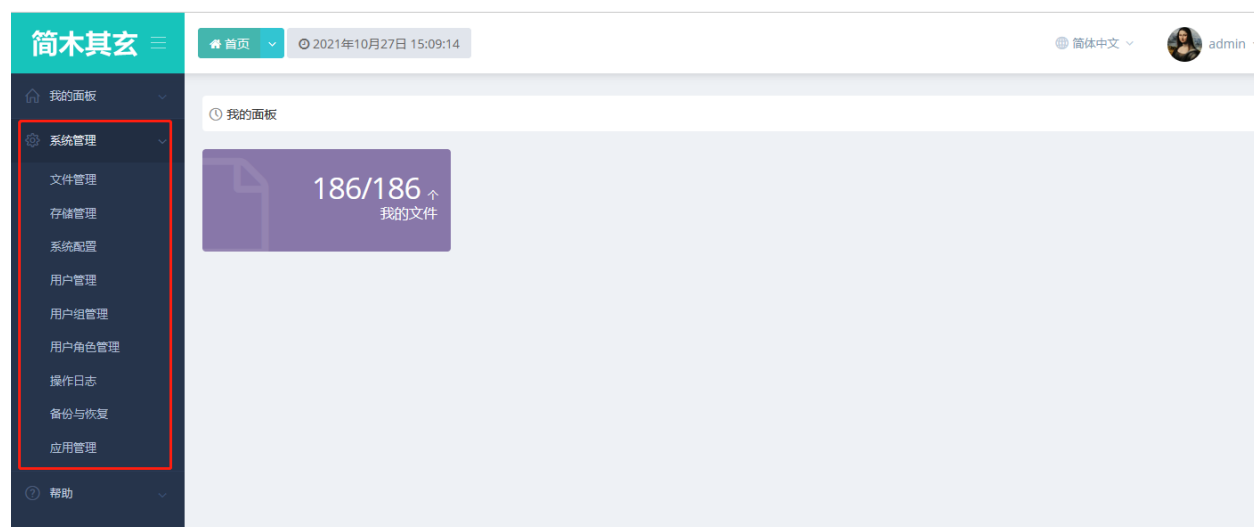 简木其玄
首页
2021年10月27日 15:09:14
简体中文
admin
我的面板
系统管理
文件管理
存储管理
系统配置
用户管理
用户组管理
用户角色管理
操作日志
备份与恢复
应用管理
帮助
我的面板
186/186 个
我的文件